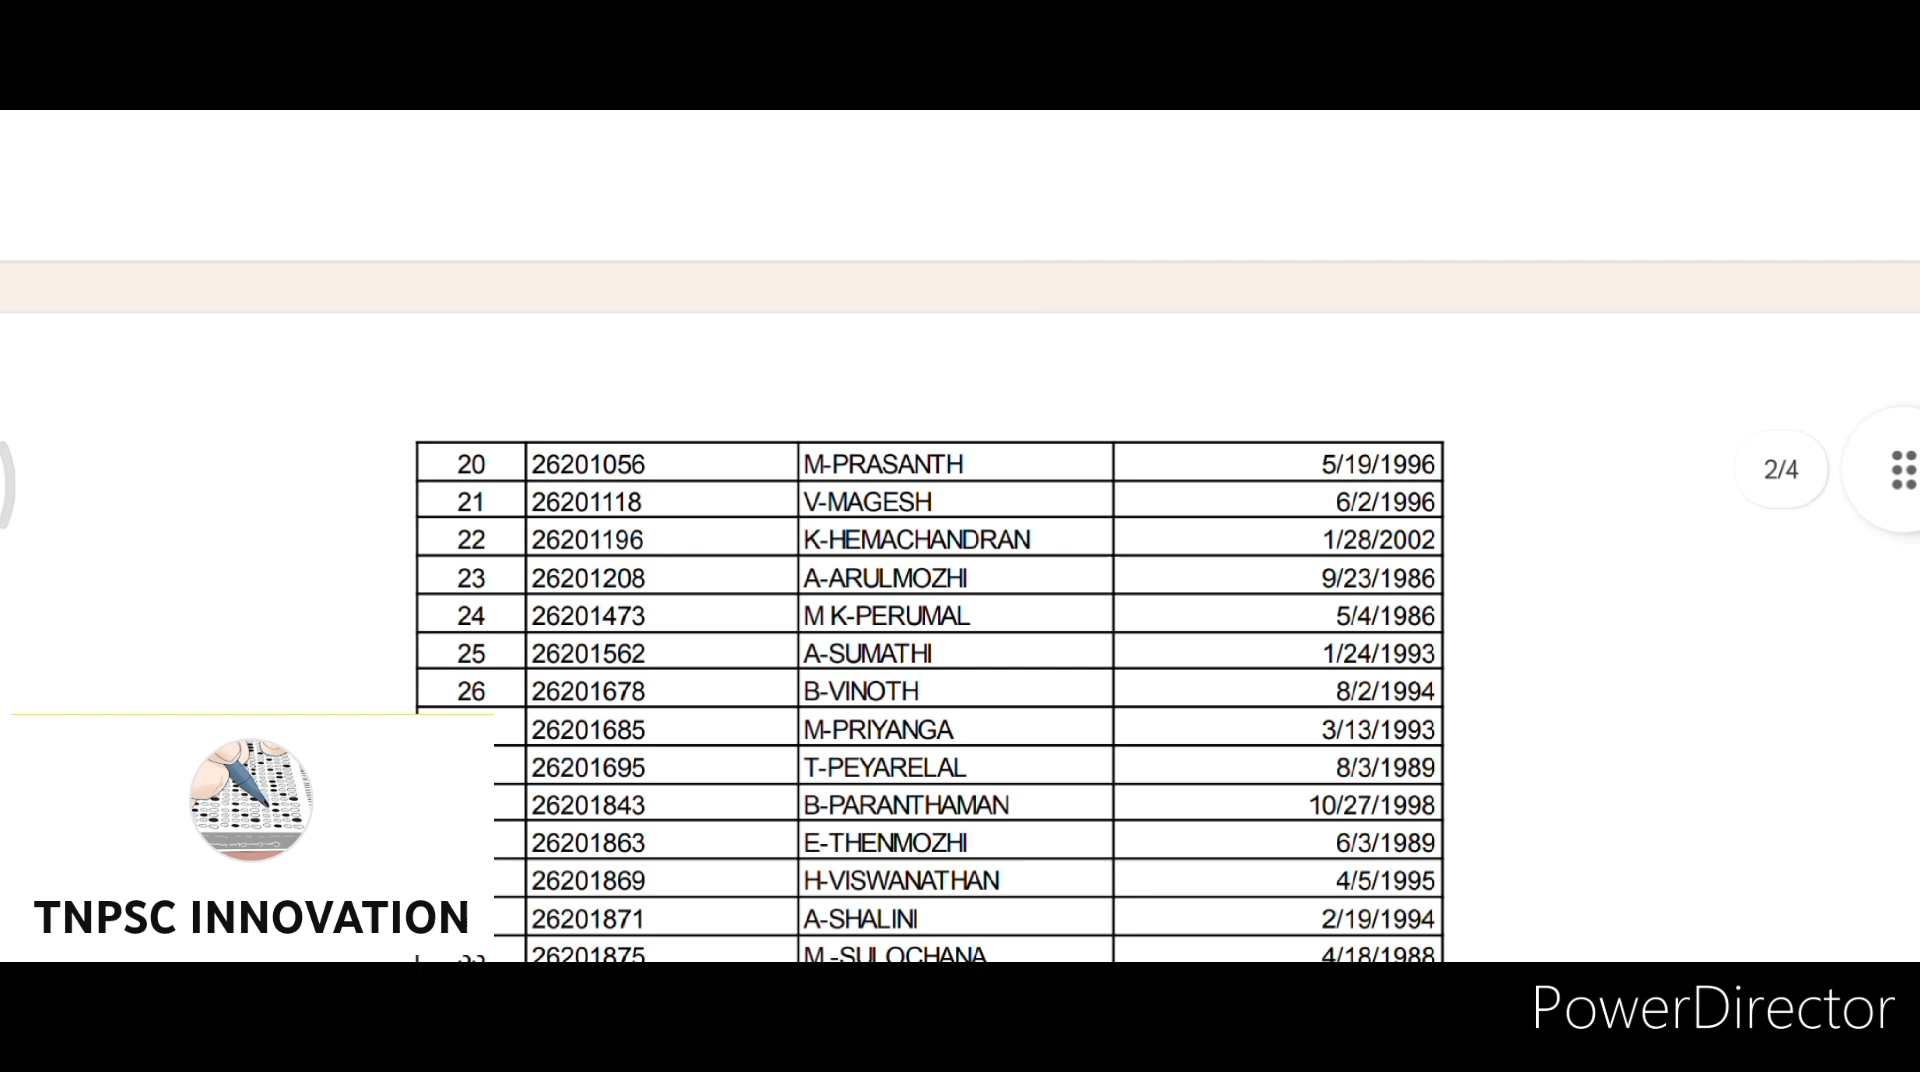 20 26201056 M-PRASANTH 5/19/1996
21 26201118 V-MAGESH 6/2/1996
22 26201196 K-HEMACHANDRAN 1/28/2002
23 26201208 A-ARULMOZHI 9/23/1986
24 26201473 M K-PERUMAL 5/4/1986
25 26201562 A-SUMATHI 1/24/1993
26 26201678 B-VINOTH 8/2/1994
26201685 M-PRIYANGA 3/13/1993
26201695 T-PEYARELAL 8/3/1989
26201843 B-PARANTHAMAN 10/27/1998
26201863 E-THENMOZHI 6/3/1989
26201869 H-VISWANATHAN 4/5/1995
26201871 A-SHALINI 2/19/1994
26201875 M -SULOCHANA 4/18/1988
2/4
TNPSC INNOVATION
PowerDirector